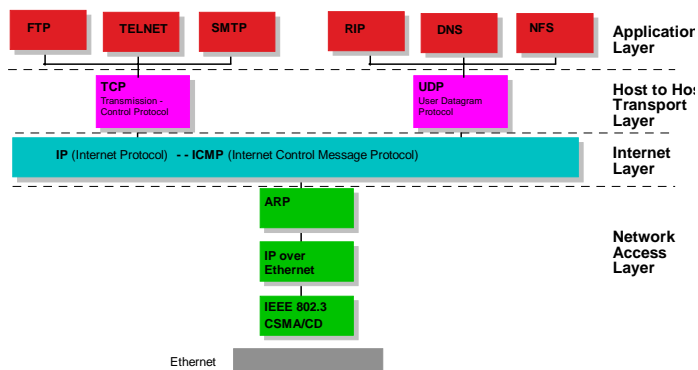 FTP
TELNET
SMTP
RIP
DNS
NFS
Application
Layer
TCP
Transmission -
Control Protocol
UDP
User Datagram
Protocol
Host to Hos
Transport
Layer
IP (Internet Protocol) - - ICMP (Internet Control Message Protocol)
Internet
Layer
ARP
IP over
Ethernet
IEEE 802.3
CSMA/CD
Network
Access
Layer
Ethernet